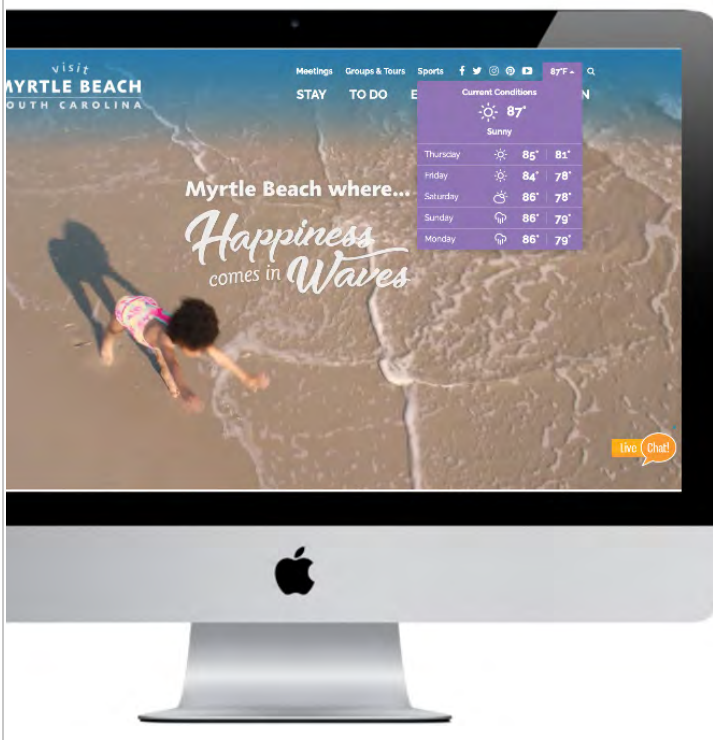 visit
MYRTLE BEACH
SOUTH CAROLINA
Meetings Groups & Tours Sports 87°F
STAY TO DO
Current Conditions
87°
Sunny
Thursday 85° 81°
Friday 84° 78°
Saturday 86° 78°
Sunday 86° 79°
Monday 86° 79°
Myrtle Beach where...
Happiness
comes in Waves
Live Chat!